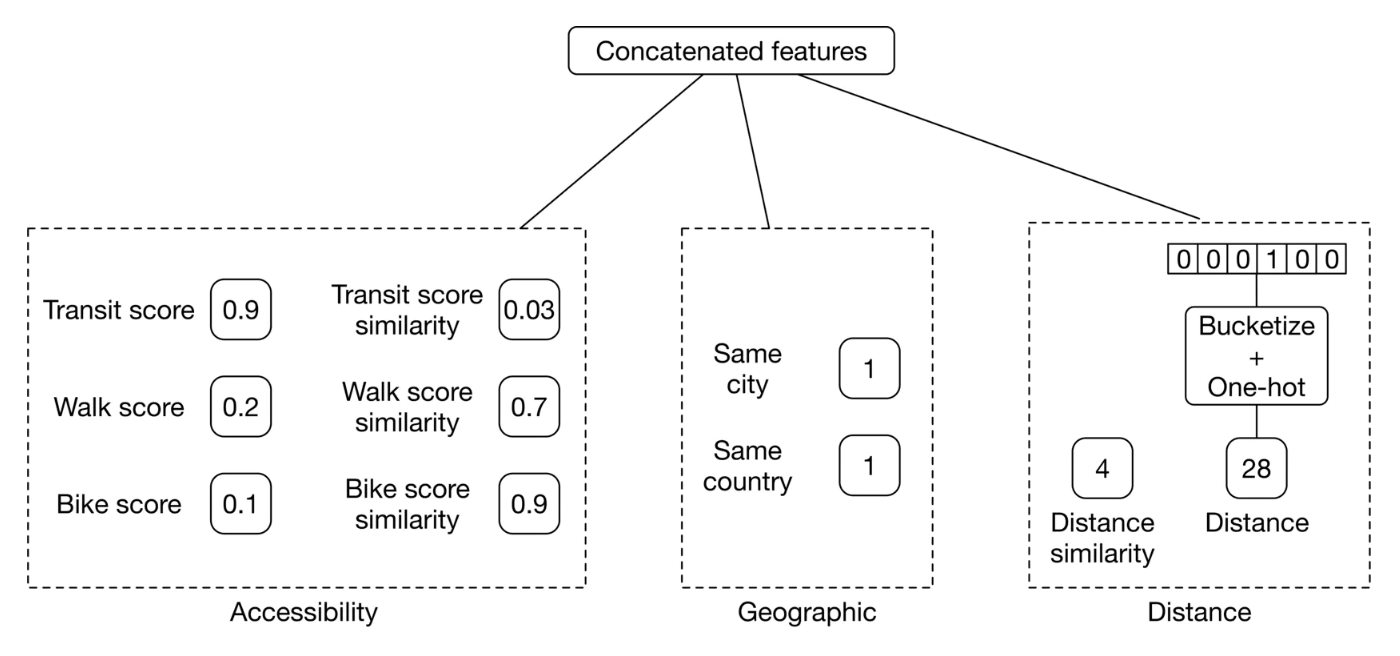 Concatenated features
Transit score 0.9
Transit score
similarity 0.03
Walk score 0.2
Walk score
similarity 0.7
Bike score 0.1
Bike score
similarity 0.9
Accessibility
Same
city 1
Same
country 1
Geographic
0 0 0 1 0 0
Bucketize
+
One-hot
4 28
Distance
similarity
Distance
Distance